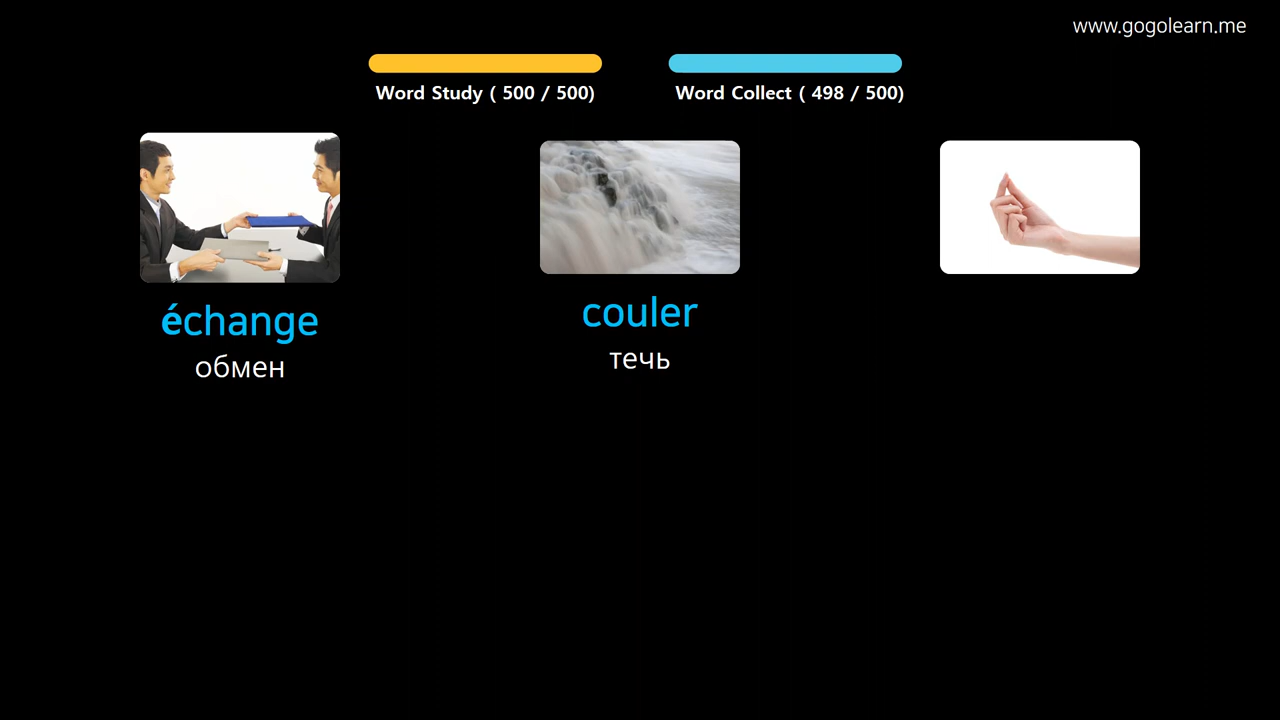 www.gogolearn.me
Word Study ( 500 / 500)
Word Collect ( 498 / 500)
échange
обмен
couler
течь